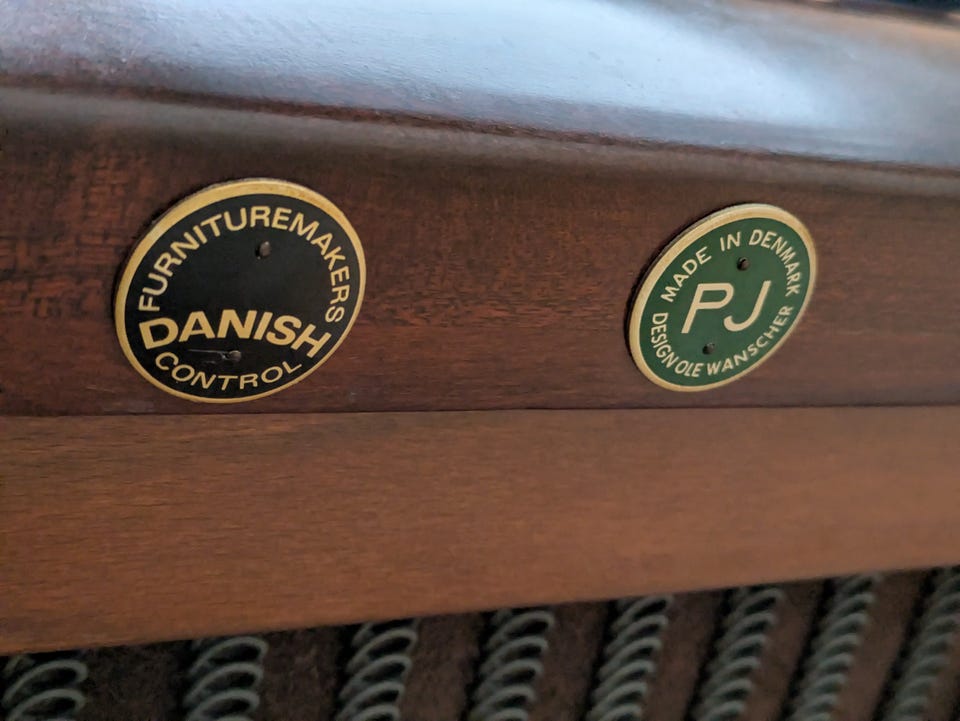 FURNITUREMAKERS
DANISH
CONTROL
MADE IN DENMARK
PJ
DESIGN OLE WANSCHER